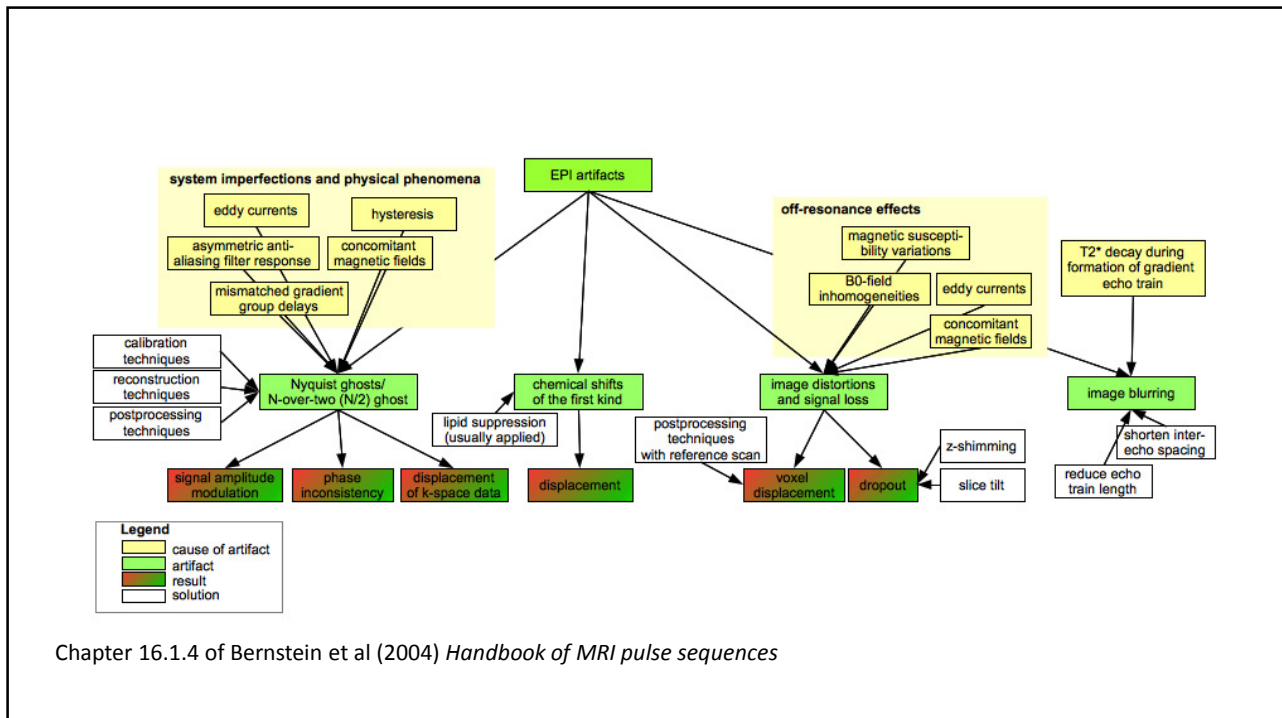 EPI artifacts
system imperfections and physical phenomena
eddy currents
hysteresis
asymmetric anti-
aliasing filter response
concomitant
magnetic fields
mismatched gradient
group delays
off-resonance effects
magnetic suscepti-
bility variations
B0-field
inhomogeneities
eddy currents
concomitant
magnetic fields
T2* decay during
formation of gradient
echo train
calibration
techniques
reconstruction
techniques
postprocessing
techniques
Nyquist ghosts/
N-over-two (N/2) ghost
chemical shifts
of the first kind
image distortions
and signal loss
image blurring
lipid suppression
(usually applied)
postprocessing
techniques
with reference scan
z-shimming
slice tilt
shorten inter-
echo spacing
reduce echo
train length
signal amplitude
modulation
phase
inconsistency
displacement
of k-space data
displacement
voxel
displacement
dropout
Legend
cause of artifact
artifact
result
solution
Chapter 16.1.4 of Bernstein et al (2004) Handbook of MRI pulse sequences